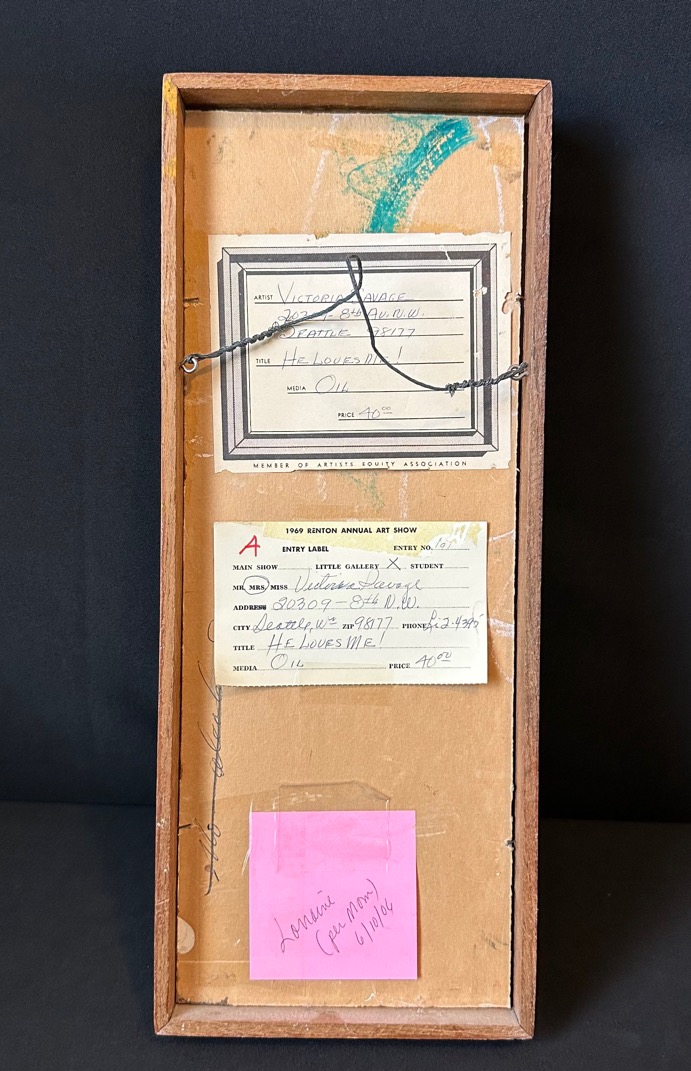 ARTIST VICTORIA SAVAGE
20309-8th Av. N.W.
SEATTLE 98177
TITLE HE LOVES ME!
MEDIA OIL
PRICE 40.00
MEMBER OF ARTISTS EQUITY ASSOCIATION
1969 RENTON ANNUAL ART SHOW
A ENTRY LABEL ENTRY NO.
MAIN SHOW LITTLE GALLERY X STUDENT
MR. MRS. MISS Victoria Savage
ADDRESS 20309-8th N.W.
CITY Seattle, Wn ZIP 98177 PHONE
TITLE HE LOVES ME!
MEDIA OIL PRICE 40.00
Lorraine
(per Mom)
6/10/06